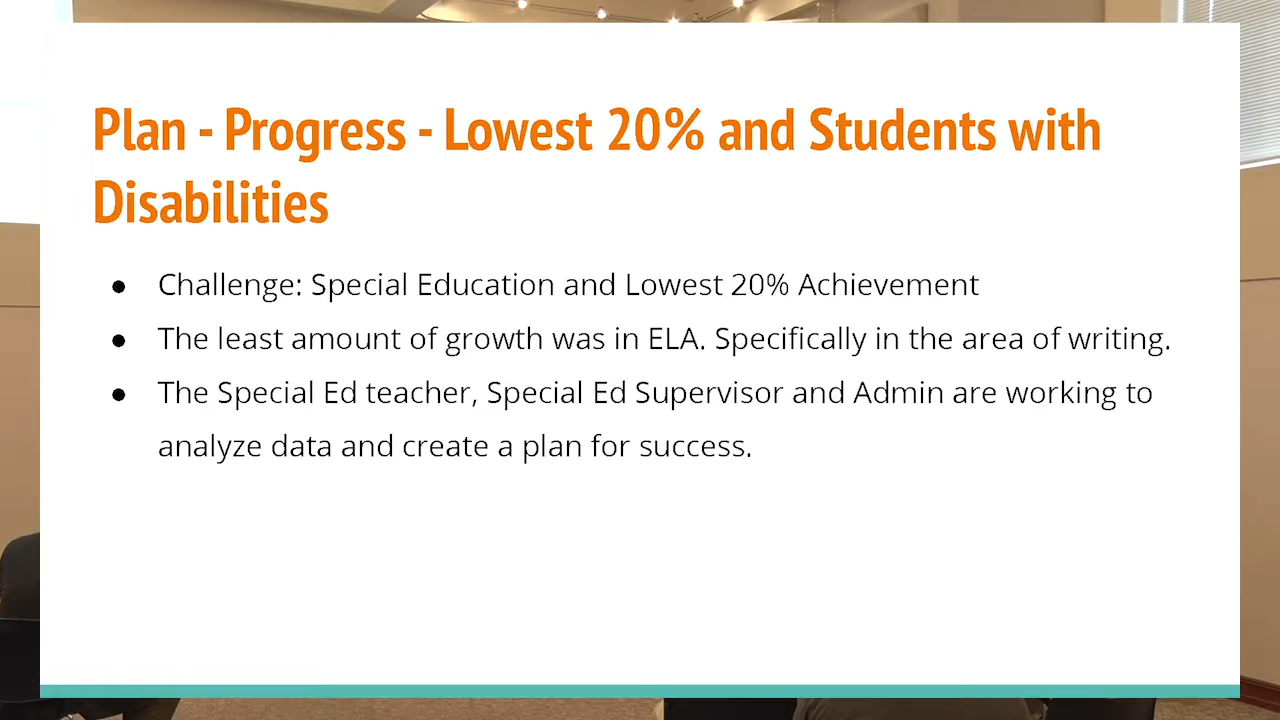 Plan - Progress - Lowest 20% and Students with
Disabilities
● Challenge: Special Education and Lowest 20% Achievement
● The least amount of growth was in ELA. Specifically in the area of writing.
● The Special Ed teacher, Special Ed Supervisor and Admin are working to
analyze data and create a plan for success.